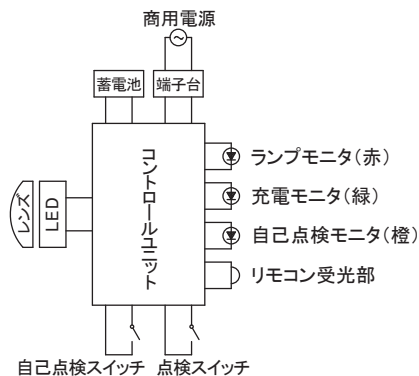 商用電源
蓄電池
端子台
コントロールユニット
レンズ
LED
ランプモニタ(赤)
充電モニタ(緑)
自己点検モニタ(橙)
リモコン受光部
自己点検スイッチ
点検スイッチ